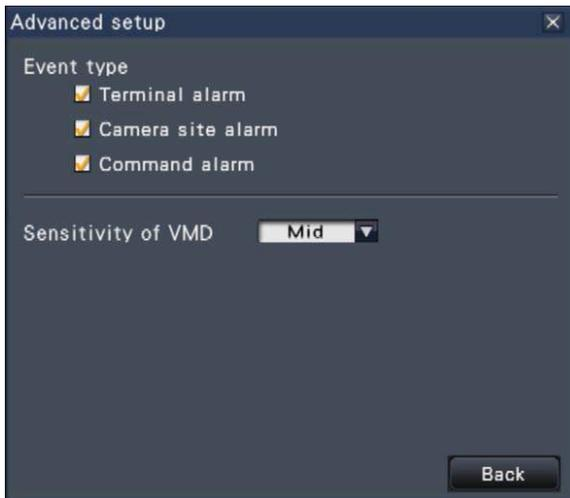 Advanced setup
Event type
Terminal alarm
Camera site alarm
Command alarm
Sensitivity of VMD Mid
Back